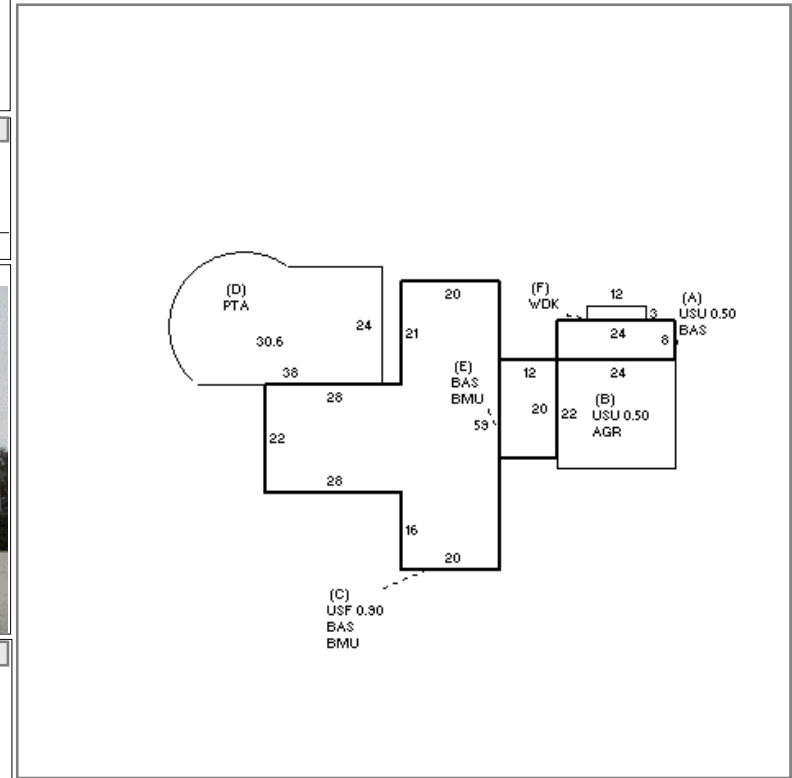 (D)
PTA
30.6
24
38
20
21
(F)
WDK
12
3
(A)
USU 0.50
BAS
24
8
(E)
BAS
BMU
59
12
20
24
22
(B)
USU 0.50
AGR
28
22
28
16
20
(C)
USF 0.90
BAS
BMU